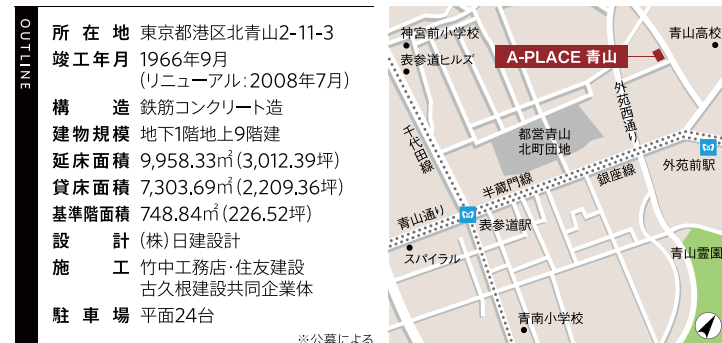 OUTLINE
所在地 東京都港区北青山2-11-3
竣工年月 1966年9月
(リニューアル:2008年7月)
構造 鉄筋コンクリート造
建物規模 地下1階地上9階建
延床面積 9,958.33㎡(3,012.39坪)
貸床面積 7,303.69㎡(2,209.36坪)
基準階面積 748.84㎡(226.52坪)
設計 (株)日建設計
施工 竹中工務店・住友建設
古久根建設共同企業体
駐車場 平面24台
※公募による
神宮前小学校
表参道ヒルズ
A-PLACE 青山
青山高校
外苑西通り
千代田線
都営青山
北町団地
外苑前駅
半蔵門線
銀座線
青山通り
表参道駅
スパイラル
青山霊園
青南小学校